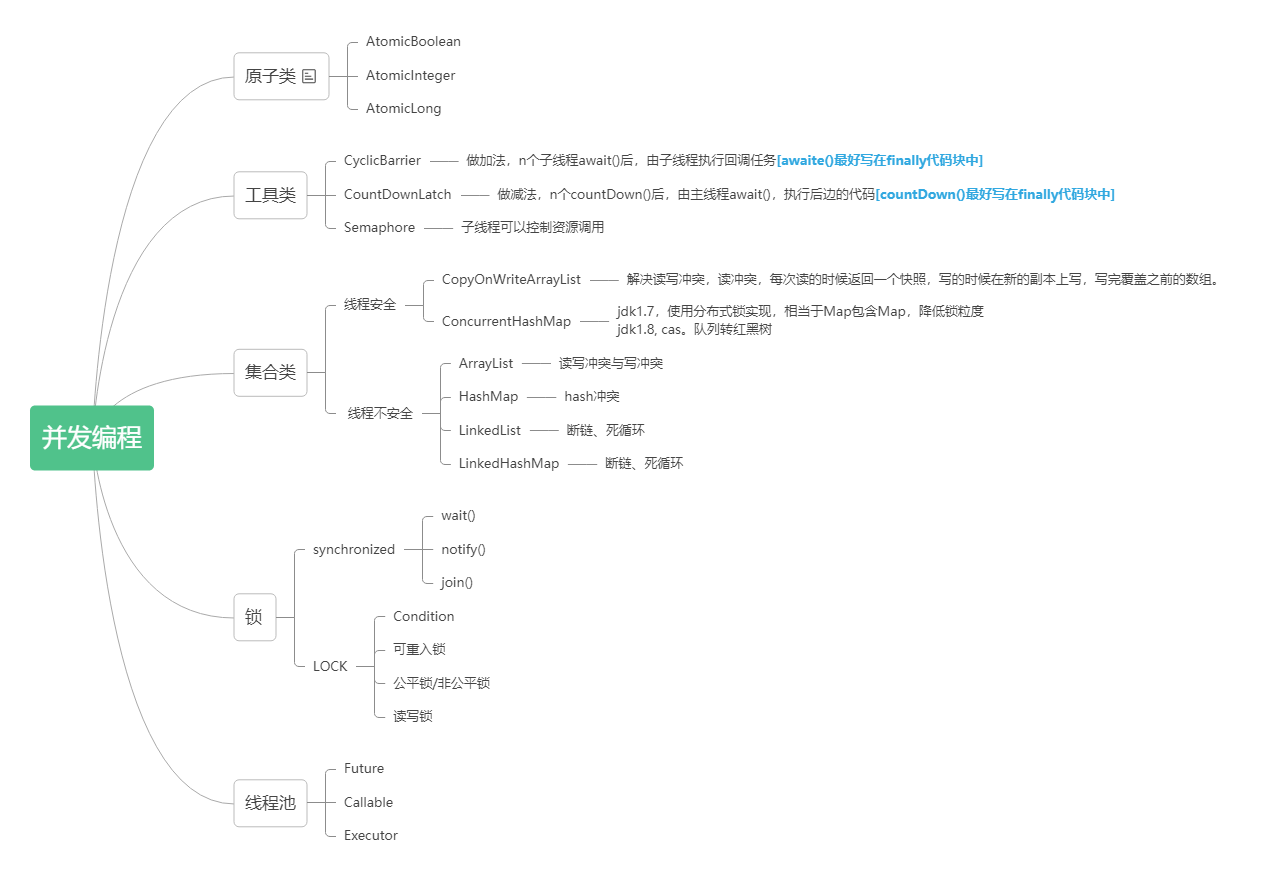 并发编程
原子类
AtomicBoolean
AtomicInteger
AtomicLong
工具类
CyclicBarrier
做加法，n个子线程await()后，由子线程执行回调任务[awaite()最好写在finally代码块中]
CountDownLatch
做减法，n个countDown()后，由主线程await()，执行后边的代码[countDown()最好写在finally代码块中]
Semaphore
子线程可以控制资源调用
集合类
线程安全
CopyOnWriteArrayList
解决读写冲突，读冲突，每次读的时候返回一个快照，写的时候在新的副本上写，写完覆盖之前的数组。
ConcurrentHashMap
jdk1.7，使用分布式锁实现，相当于Map包含Map，降低锁粒度
jdk1.8, cas。队列转红黑树
线程不安全
ArrayList
读写冲突与写冲突
HashMap
hash冲突
LinkedList
断链、死循环
LinkedHashMap
断链、死循环
锁
synchronized
wait()
notify()
join()
LOCK
Condition
可重入锁
公平锁/非公平锁
读写锁
线程池
Future
Callable
Executor